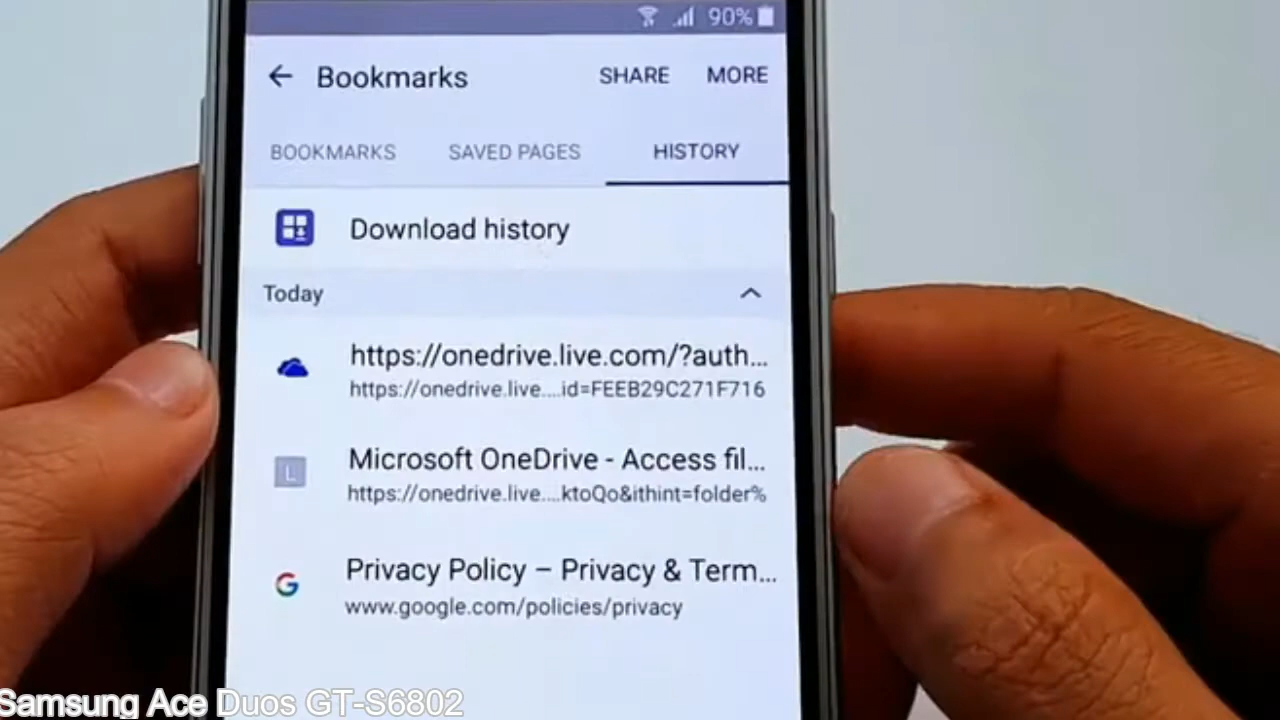 90%
Bookmarks SHARE MORE
BOOKMARKS SAVED PAGES HISTORY
Download history
Today
https://onedrive.live.com/?auth...
https://onedrive.live....id=FEEB29C271F716
L
Microsoft OneDrive - Access fil...
https://onedrive.live....ktoQo&ithint=folder%
G
Privacy Policy – Privacy & Term...
www.google.com/policies/privacy
Samsung Ace Duos GT-S6802